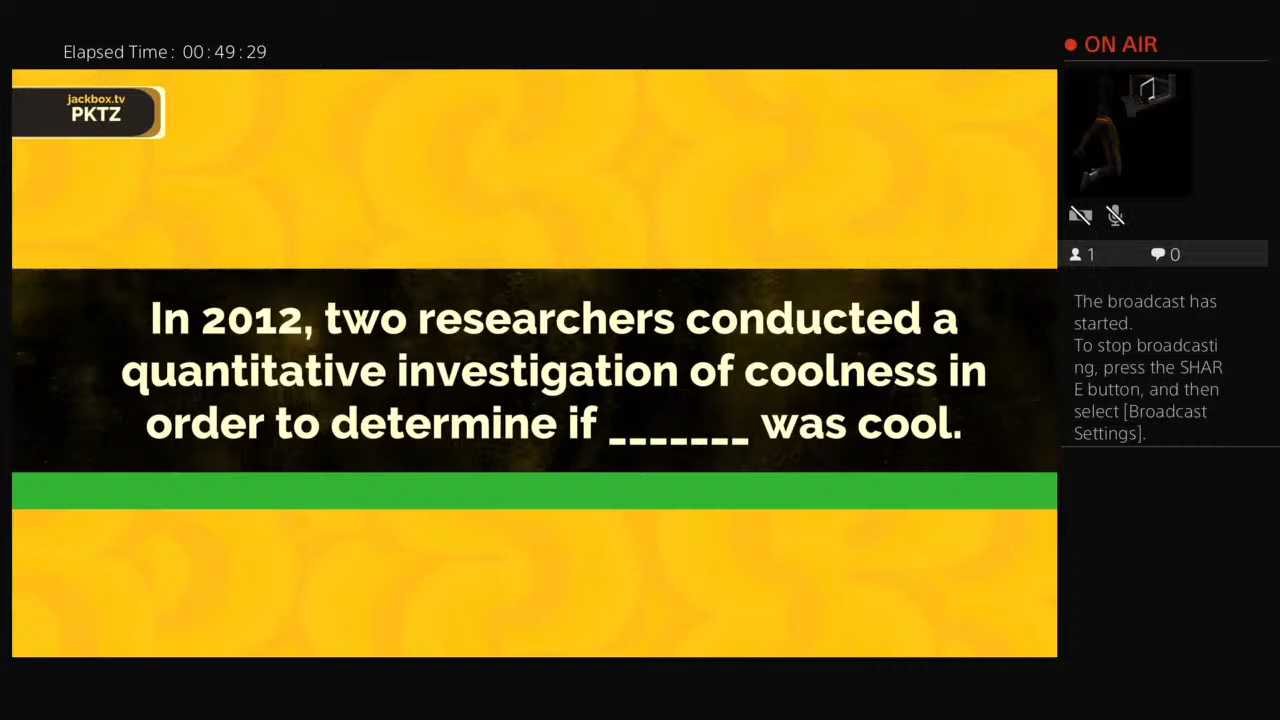 Elapsed Time: 00:49:29
ON AIR
jackbox.tv
PKTZ
In 2012, two researchers conducted a
quantitative investigation of coolness in
order to determine if _______ was cool.
1
0
The broadcast has
started.
To stop broadcasti
ng, press the SHAR
E button, and then
select [Broadcast
Settings].